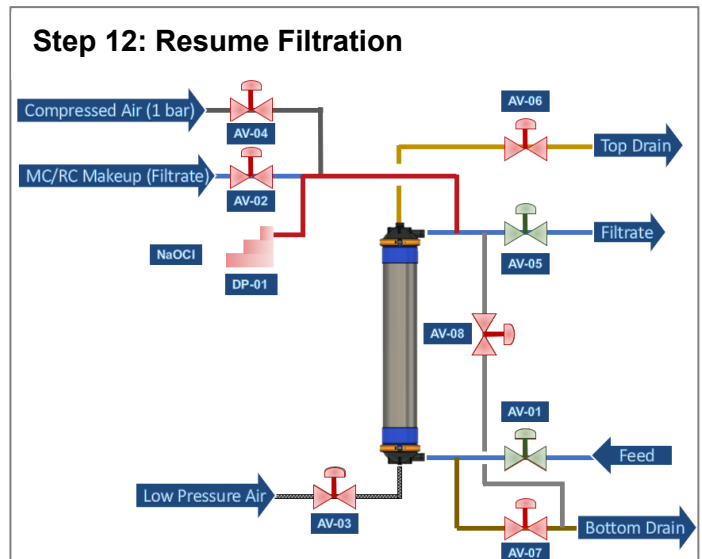 Step 12: Resume Filtration
AV-06
Compressed Air (1 bar)
AV-04
Top Drain
MC/RC Makeup (Filtrate)
AV-02
Filtrate
NaOCl
AV-05
DP-01
AV-08
AV-01
Feed
Low Pressure Air
AV-03
Bottom Drain
AV-07